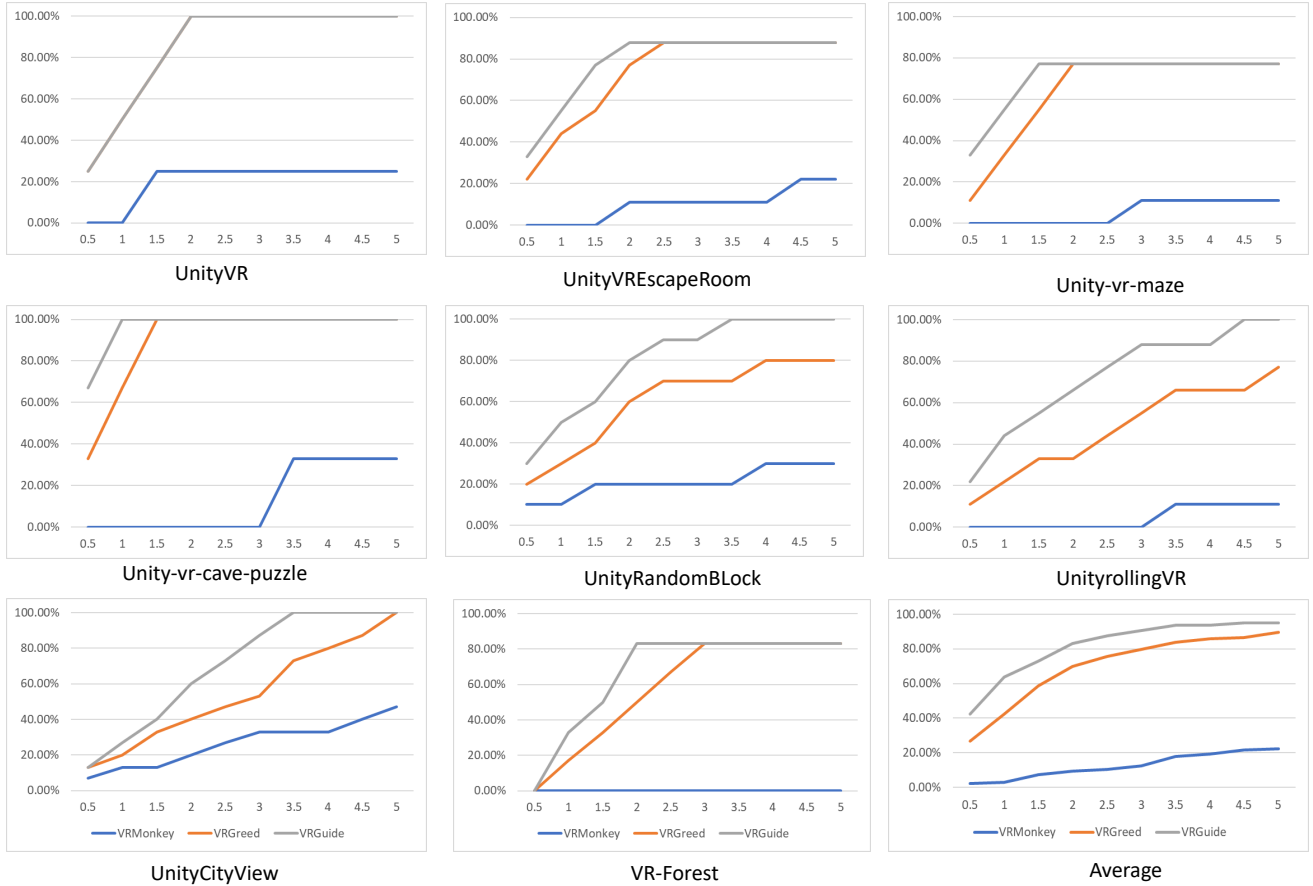 100.00%
80.00%
60.00%
40.00%
20.00%
0.00%
0.5 1 1.5 2 2.5 3 3.5 4 4.5 5
UnityVR
100.00%
80.00%
60.00%
40.00%
20.00%
0.00%
0.5 1 1.5 2 2.5 3 3.5 4 4.5 5
UnityVREscapeRoom
100.00%
80.00%
60.00%
40.00%
20.00%
0.00%
0.5 1 1.5 2 2.5 3 3.5 4 4.5 5
Unity-vr-maze
100.00%
80.00%
60.00%
40.00%
20.00%
0.00%
0.5 1 1.5 2 2.5 3 3.5 4 4.5 5
Unity-vr-cave-puzzle
100.00%
80.00%
60.00%
40.00%
20.00%
0.00%
0.5 1 1.5 2 2.5 3 3.5 4 4.5 5
UnityRandomBLock
100.00%
80.00%
60.00%
40.00%
20.00%
0.00%
0.5 1 1.5 2 2.5 3 3.5 4 4.5 5
UnityrollingVR
100.00%
80.00%
60.00%
40.00%
20.00%
0.00%
0.5 1 1.5 2 2.5 3 3.5 4 4.5 5
VRMonkey VRGreed VRGuide
UnityCityView
100.00%
80.00%
60.00%
40.00%
20.00%
0.00%
0.5 1 1.5 2 2.5 3 3.5 4 4.5 5
VRMonkey VRGreed VRGuide
VR-Forest
100.00%
80.00%
60.00%
40.00%
20.00%
0.00%
0.5 1 1.5 2 2.5 3 3.5 4 4.5 5
VRMonkey VRGreed VRGuide
Average